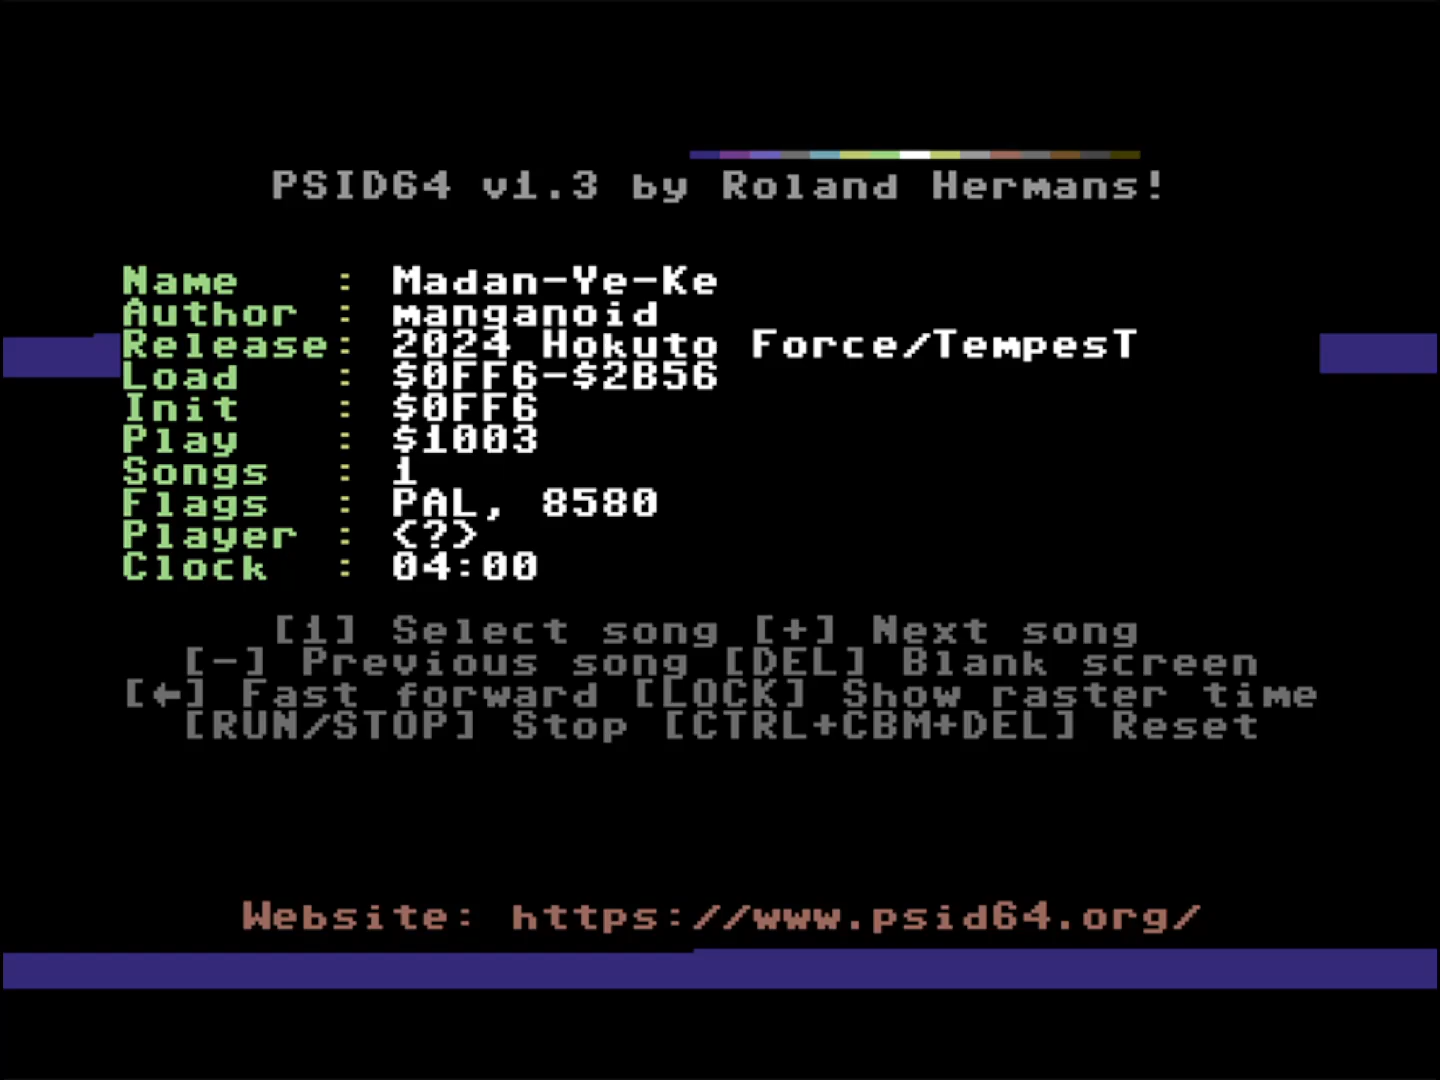 PSID64 v1.3 by Roland Hermans!
Name : Madan-Ye-Ke
Author : manganoid
Release: 2024 Hokuto Force/TempesT
Load : $0FF6-$2B56
Init : $0FF6
Play : $1003
Songs : 1
Flags : PAL, 8580
Player : <?>
Clock : 04:00
[1] Select song [+] Next song
[-] Previous song [DEL] Blank screen
[←] Fast forward [LOCK] Show raster time
[RUN/STOP] Stop [CTRL+CBM+DEL] Reset
Website: https://www.psid64.org/